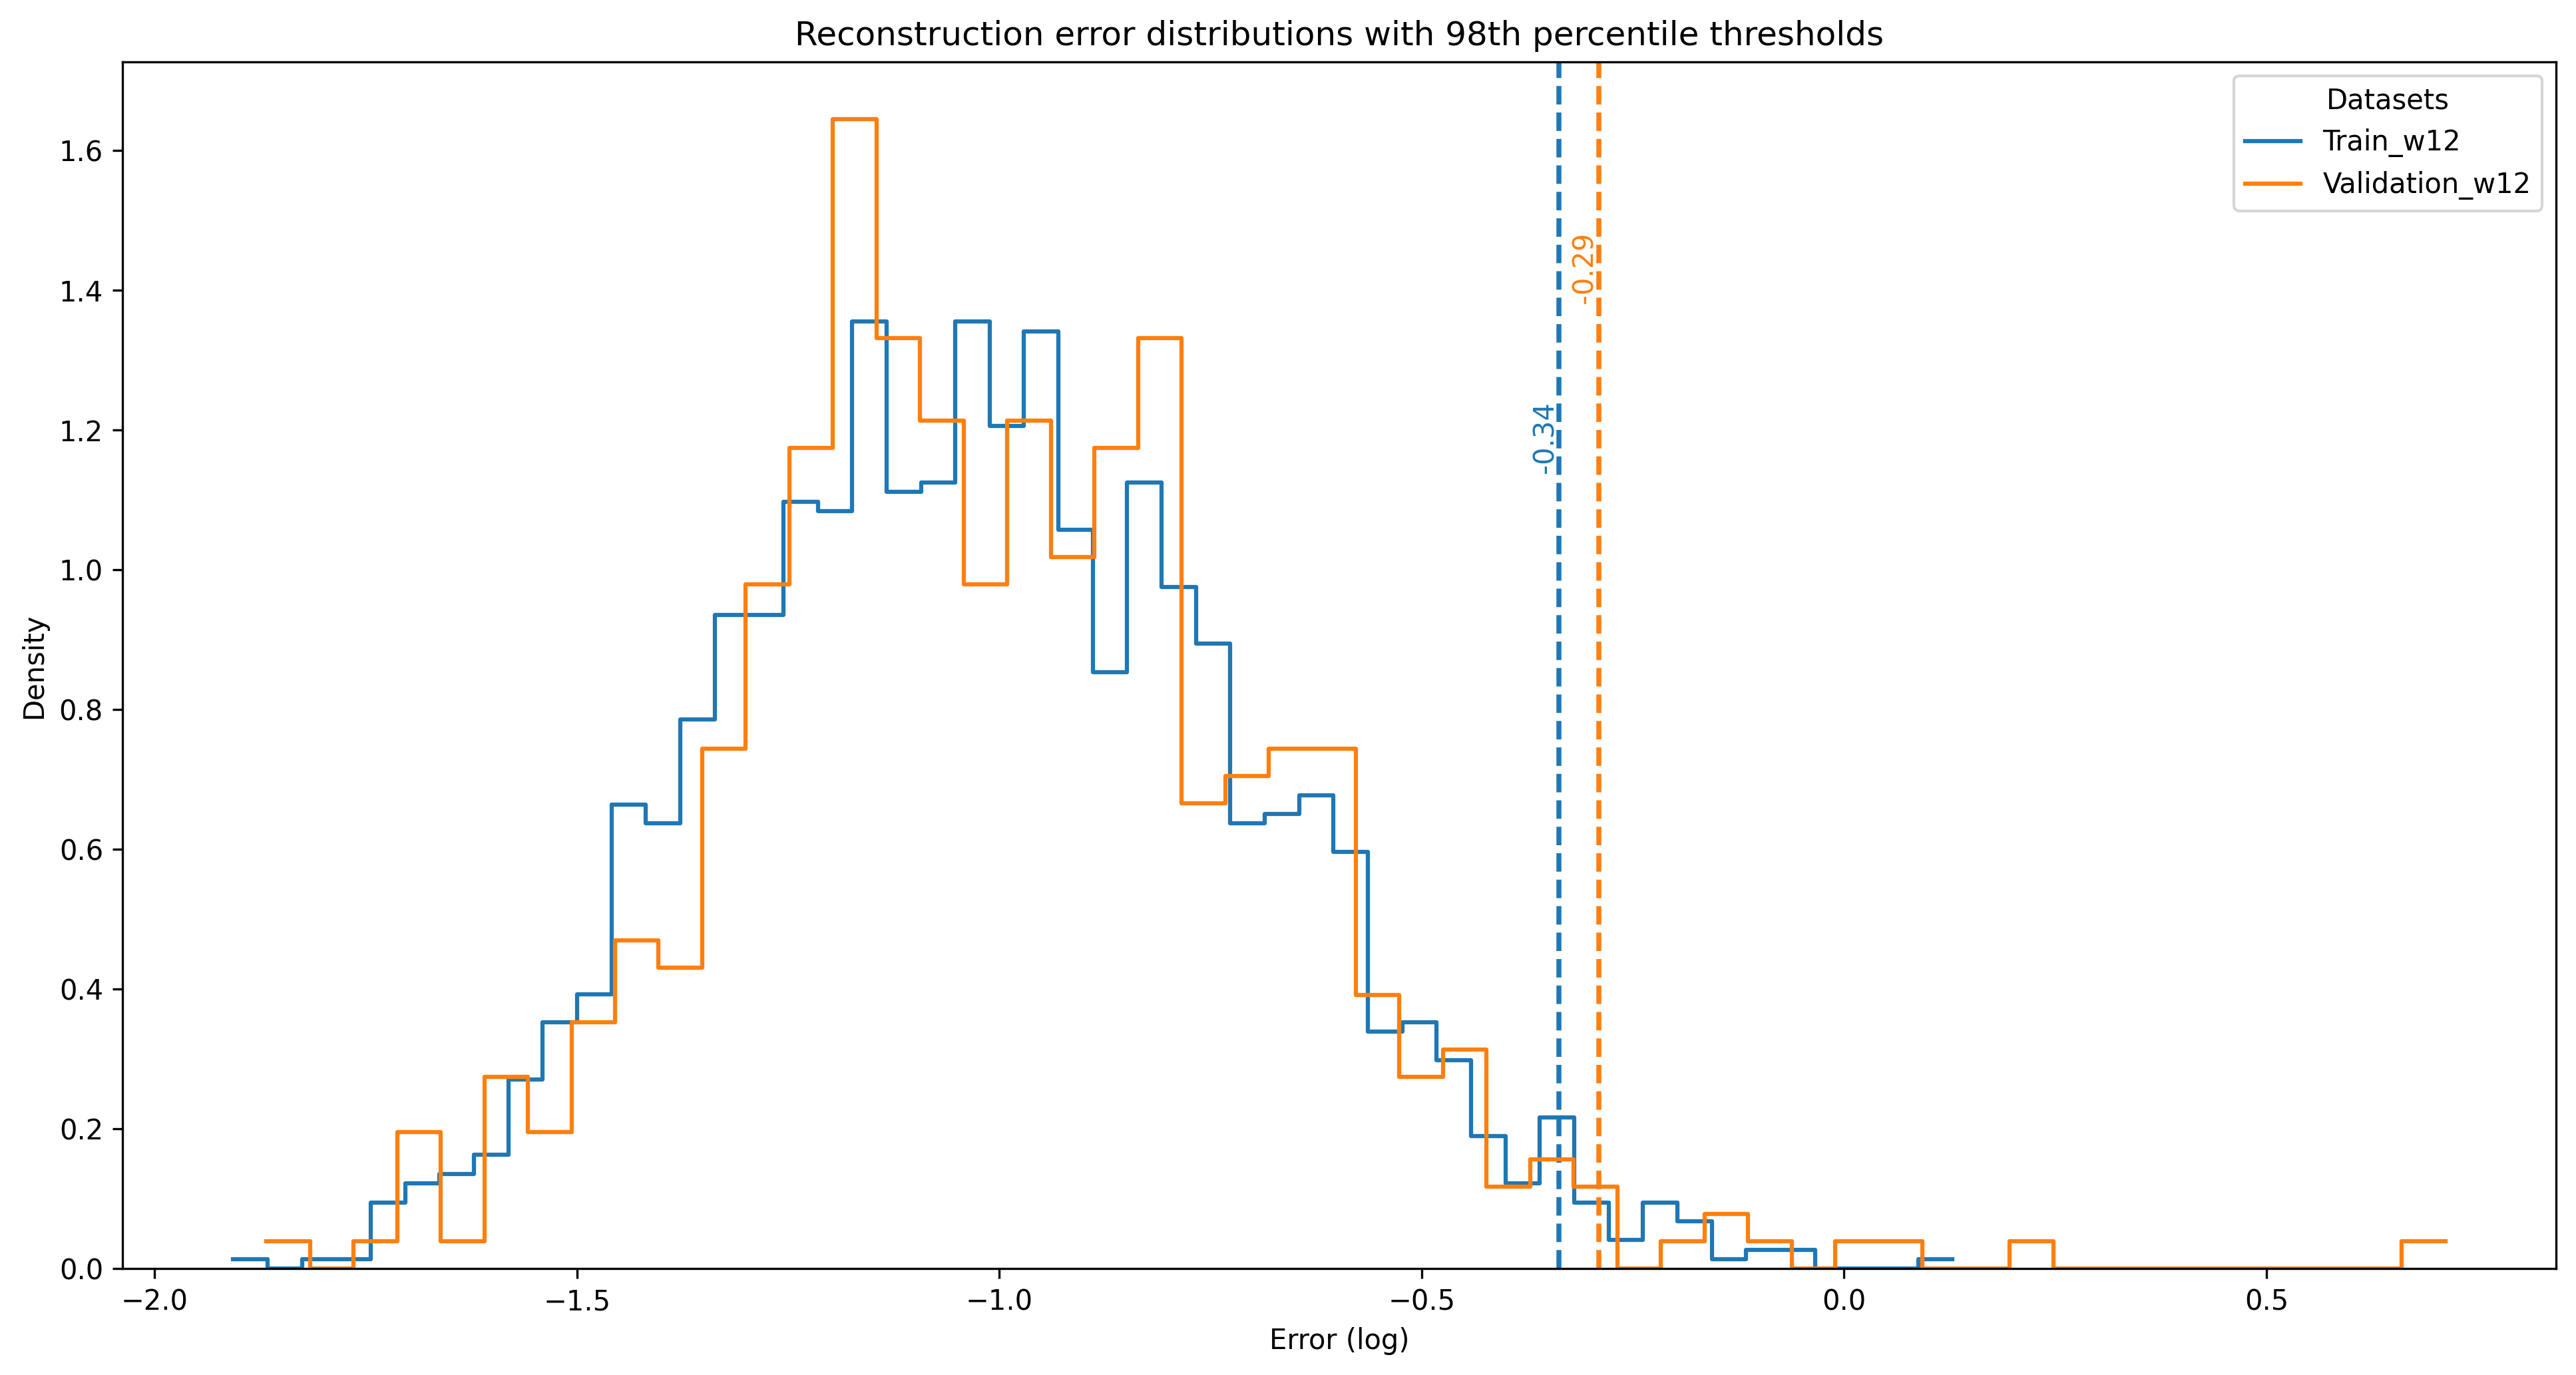 Reconstruction error distributions with 98th percentile thresholds
Datasets
Train_w12
Validation_w12
-0.29
-0.34
Density
1.6
1.4
1.2
1.0
0.8
0.6
0.4
0.2
0.0
−2.0 −1.5 −1.0 −0.5 0.0 0.5
Error (log)